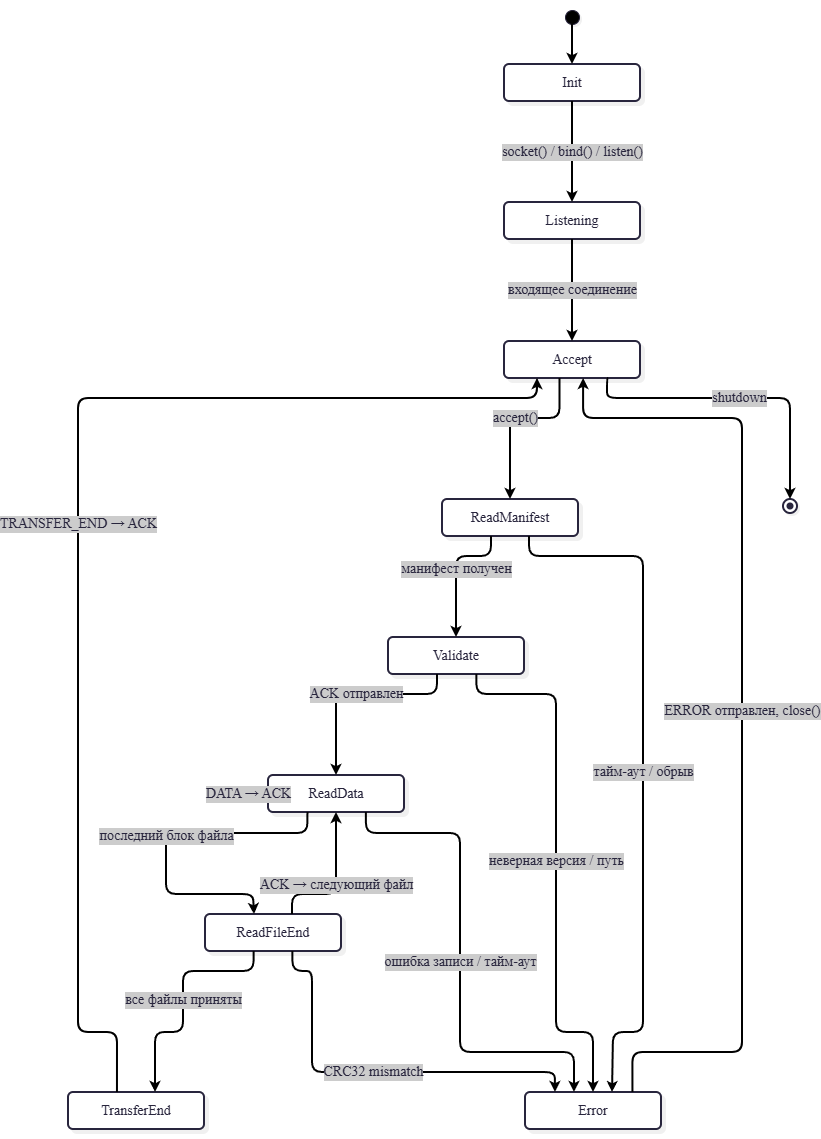 Init
socket() / bind() / listen()
Listening
входящее соединение
Accept
shutdown
accept()
ReadManifest
TRANSFER_END → ACK
манифест получен
Validate
ACK отправлен
ERROR отправлен, close()
тайм-аут / обрыв
DATA → ACK
ReadData
последний блок файла
неверная версия / путь
ACK → следующий файл
ReadFileEnd
ошибка записи / тайм-аут
все файлы приняты
CRC32 mismatch
TransferEnd
Error